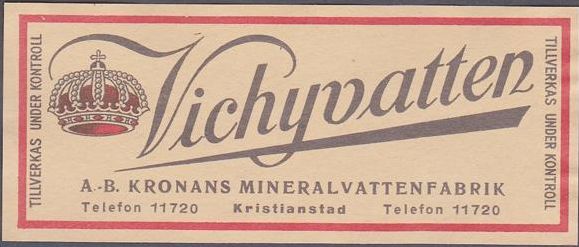 TILLVERKAS UNDER KONTROLL
Vichyvatten
A.-B. KRONANS MINERALVATTENFABRIK
Telefon 11720 Kristianstad Telefon 11720
TILLVERKAS UNDER KONTROLL